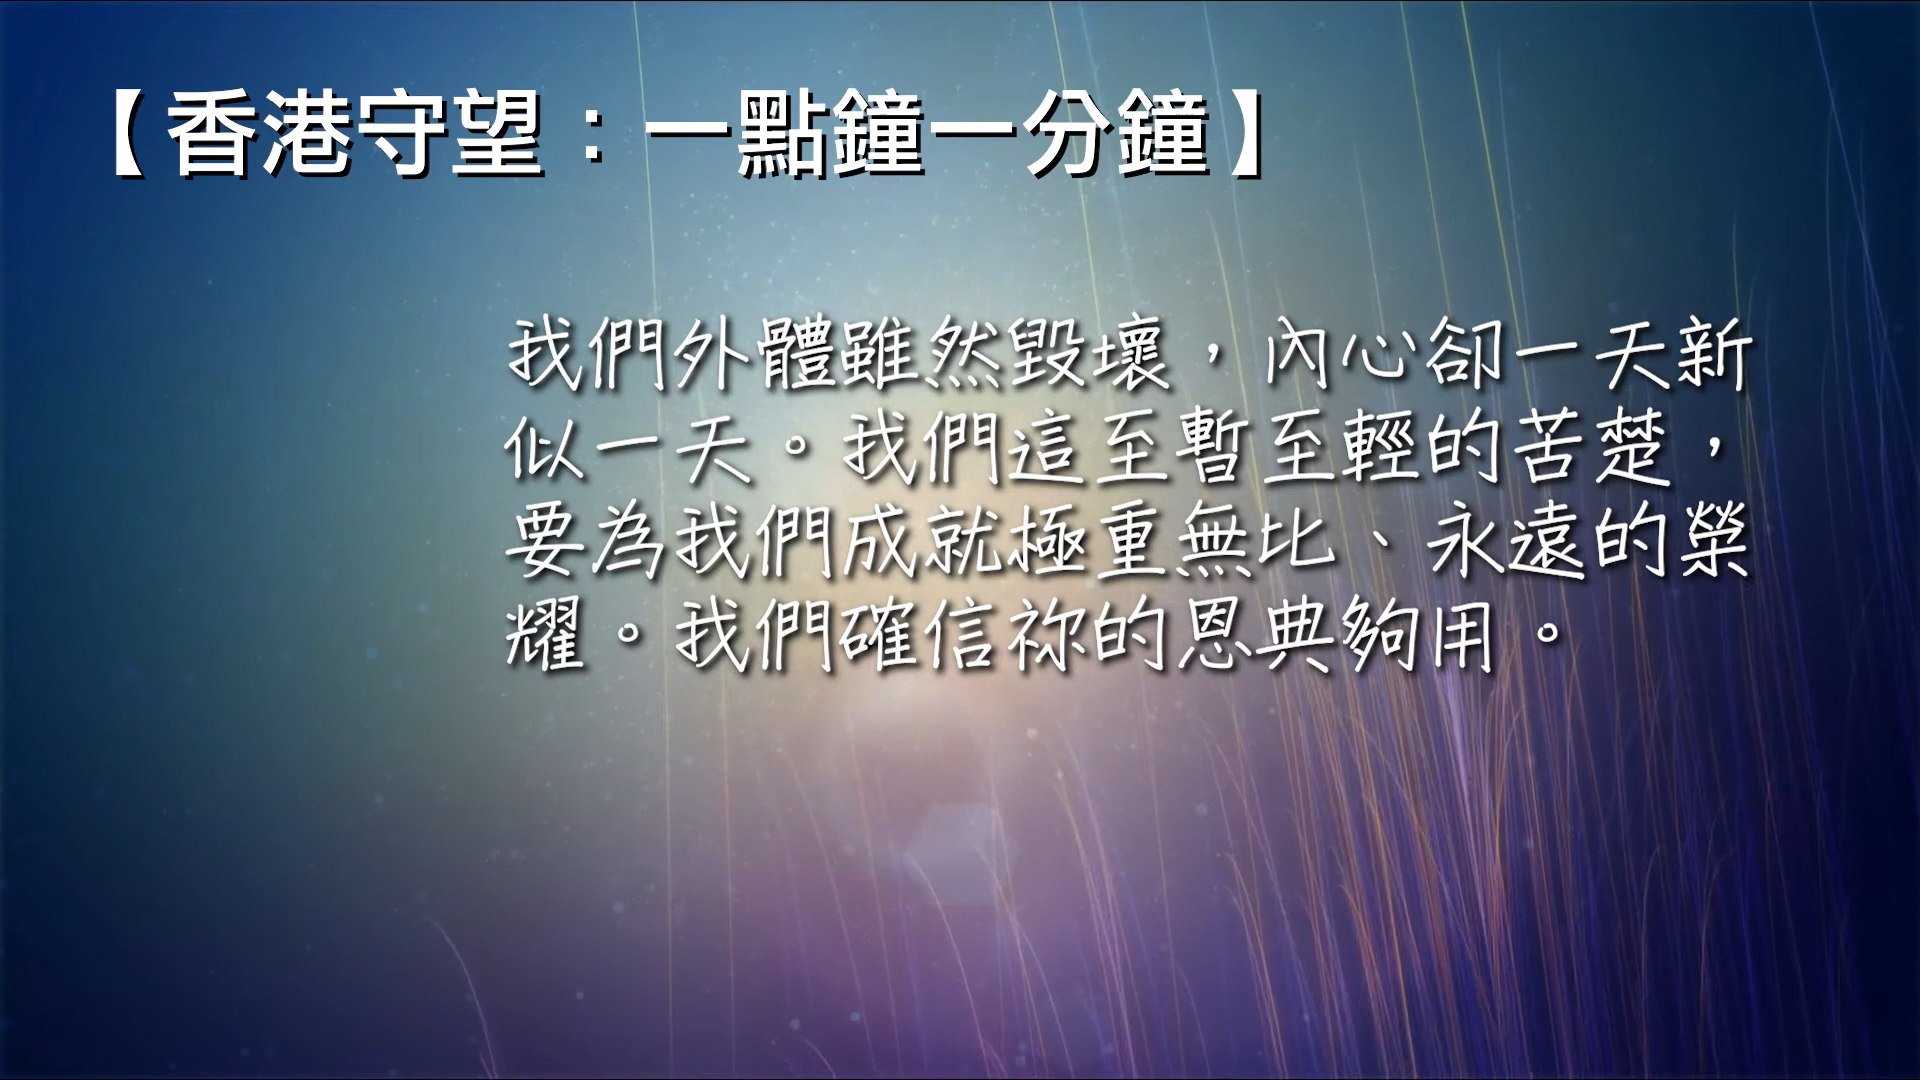 【香港守望：一點鐘一分鐘】
我們外體雖然毀壞，內心卻一天新
似一天。我們這至暫至輕的苦楚，
要為我們成就極重無比、永遠的榮
耀。我們確信祢的恩典夠用。